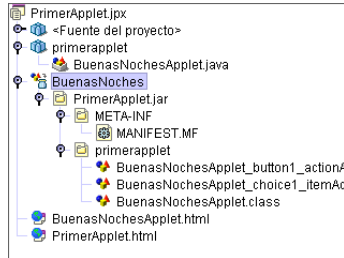 PrimerApplet.jpx
<Fuente del proyecto>
primerapplet
BuenasNochesApplet.java
BuenasNoches
PrimerApplet.jar
META-INF
MANIFEST.MF
primerapplet
BuenasNochesApplet_button1_actionA
BuenasNochesApplet_choice1_itemAc
BuenasNochesApplet.class
BuenasNochesApplet.html
PrimerApplet.html